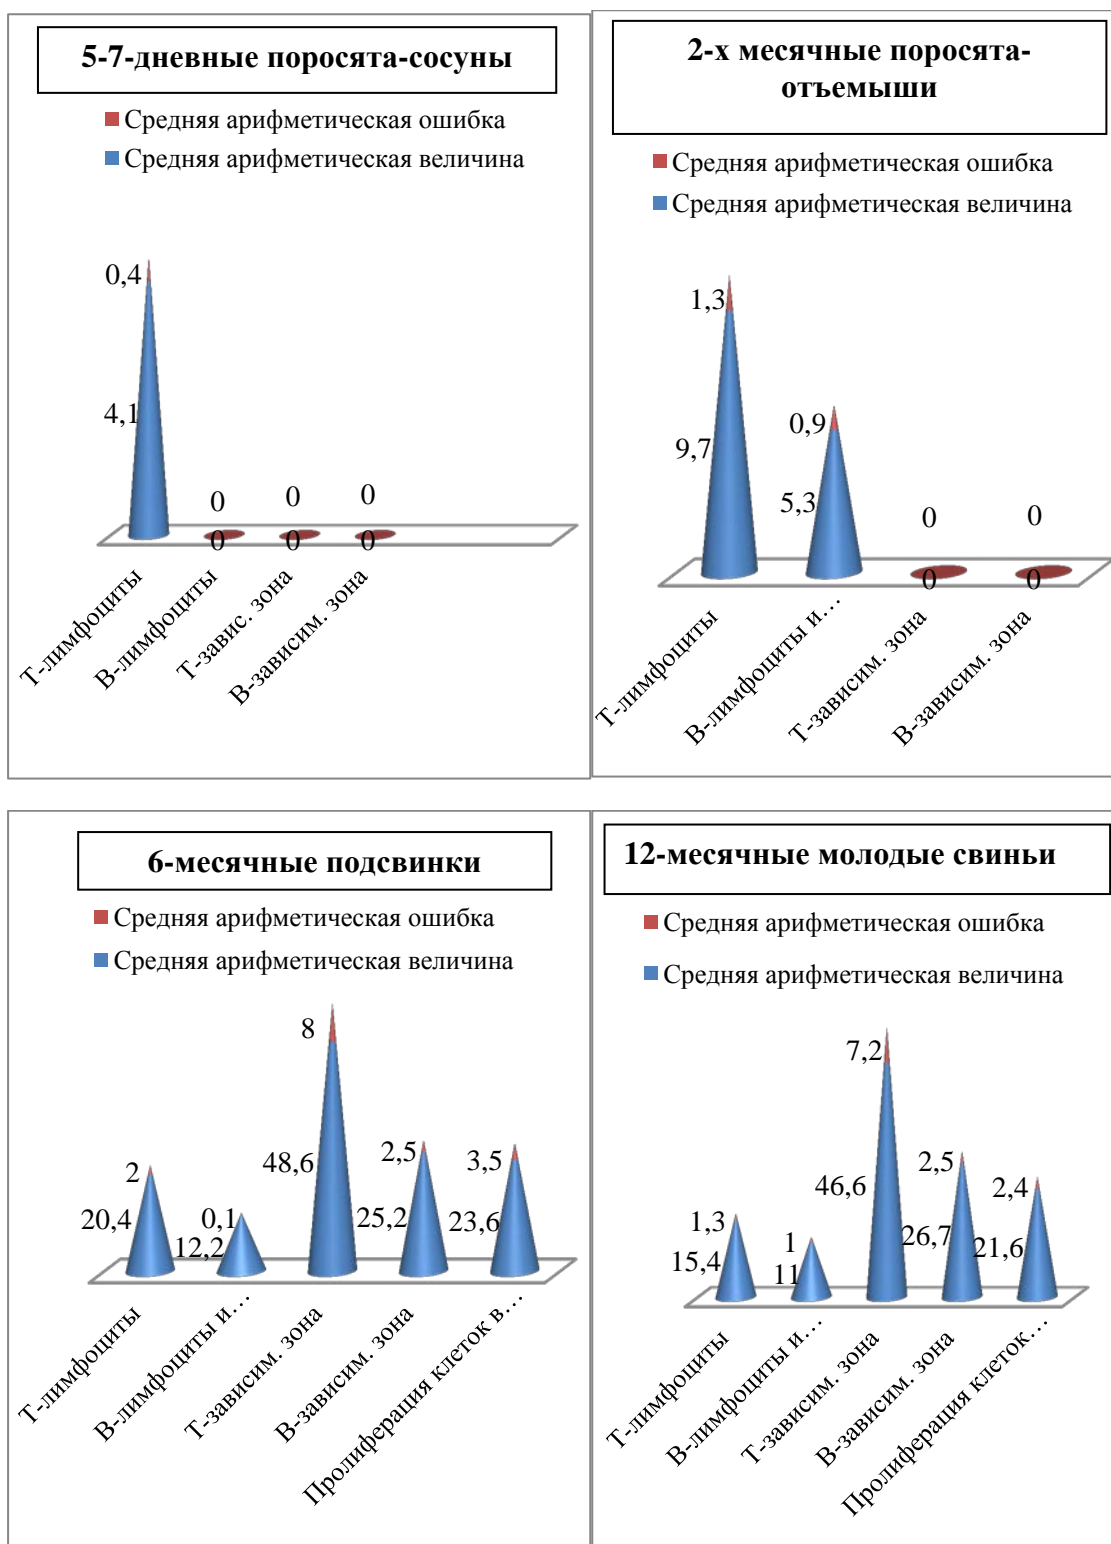 5-7-дневные поросята-сосуны
Средняя арифметическая ошибка
Средняя арифметическая величина
0,4
4,1
0 0 0
0 0 0
Т-лимфоциты
В-лимфоциты
Т-завис. зона
В-зависим. зона
2-х месячные поросята-
отъемыши
Средняя арифметическая ошибка
Средняя арифметическая величина
1,3
9,7
0,9
5,3
0 0
0 0
Т-лимфоциты
В-лимфоциты и…
Т-зависим. зона
В-зависим. зона
6-месячные подсвинки
Средняя арифметическая ошибка
Средняя арифметическая величина
2
20,4
0,1
12,2
8
48,6
2,5
25,2
3,5
23,6
Т-лимфоциты
В-лимфоциты и…
Т-зависим. зона
В-зависим. зона
Пролиферация клеток в…
12-месячные молодые свиньи
Средняя арифметическая ошибка
Средняя арифметическая величина
1,3
15,4
1
11
7,2
46,6
2,5
26,7
2,4
21,6
Т-лимфоциты
В-лимфоциты и…
Т-зависим. зона
В-зависим. зона
Пролиферация клеток…